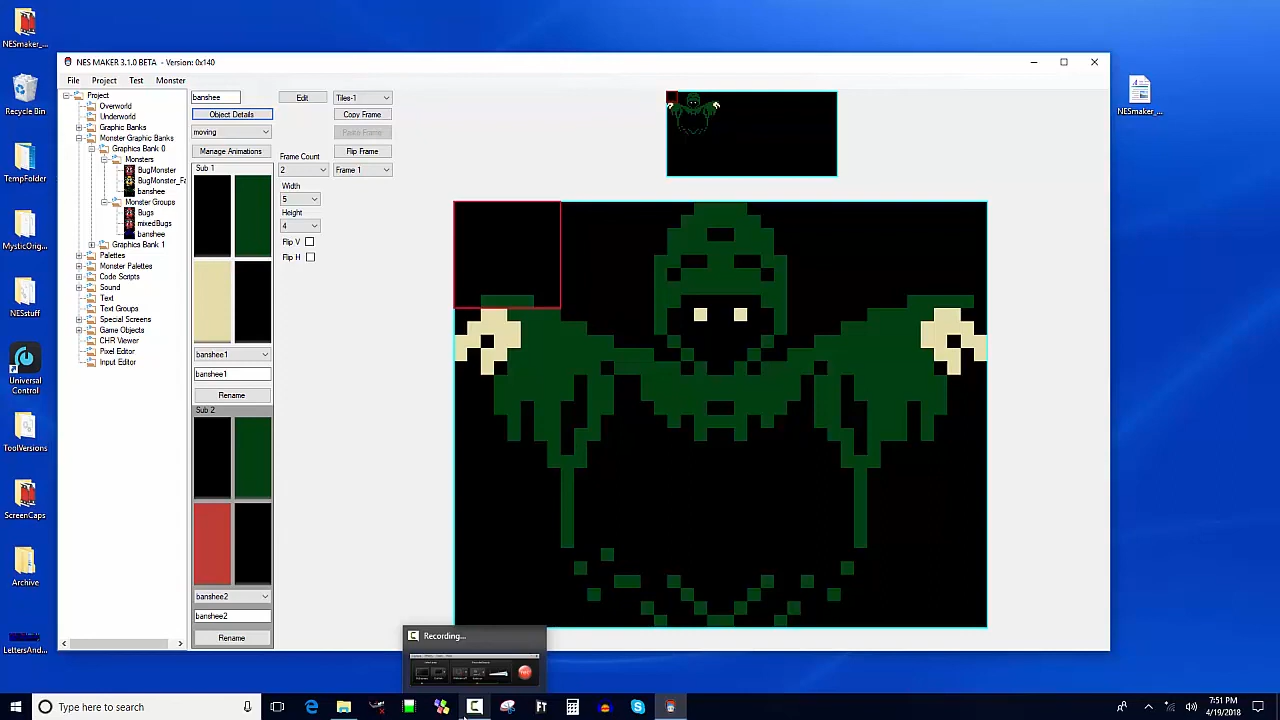 NESmaker_...
Recycle Bin
TempFolder
MysticOrig...
NESstuff
Universal
Control
ToolVersions
ScreenCaps
Archive
LettersAnd...
NES MAKER 3.1.0 BETA - Version: 0x140
File Project Test Monster
Project
Overworld
Underworld
Graphic Banks
Monster Graphic Banks
Graphics Bank 0
Monsters
BugMonster
BugMonster_Fa
banshee
Monster Groups
Bugs
mixedBugs
banshee
Graphics Bank 1
Palettes
Monster Palettes
Code Scripts
Sound
Text
Text Groups
Special Screens
Game Objects
CHR Viewer
Pixel Editor
Input Editor
banshee
Object Details
moving
Manage Animations
Sub 1
banshee1
banshee1
Rename
Sub 2
banshee2
banshee2
Rename
Edit
Tiles-1
Copy Frame
Paste Frame
Flip Frame
Frame Count
2
Frame 1
Width
5
Height
4
Flip V
Flip H
NESmaker_...
Recording...
Type here to search
7:51 PM
4/19/2018